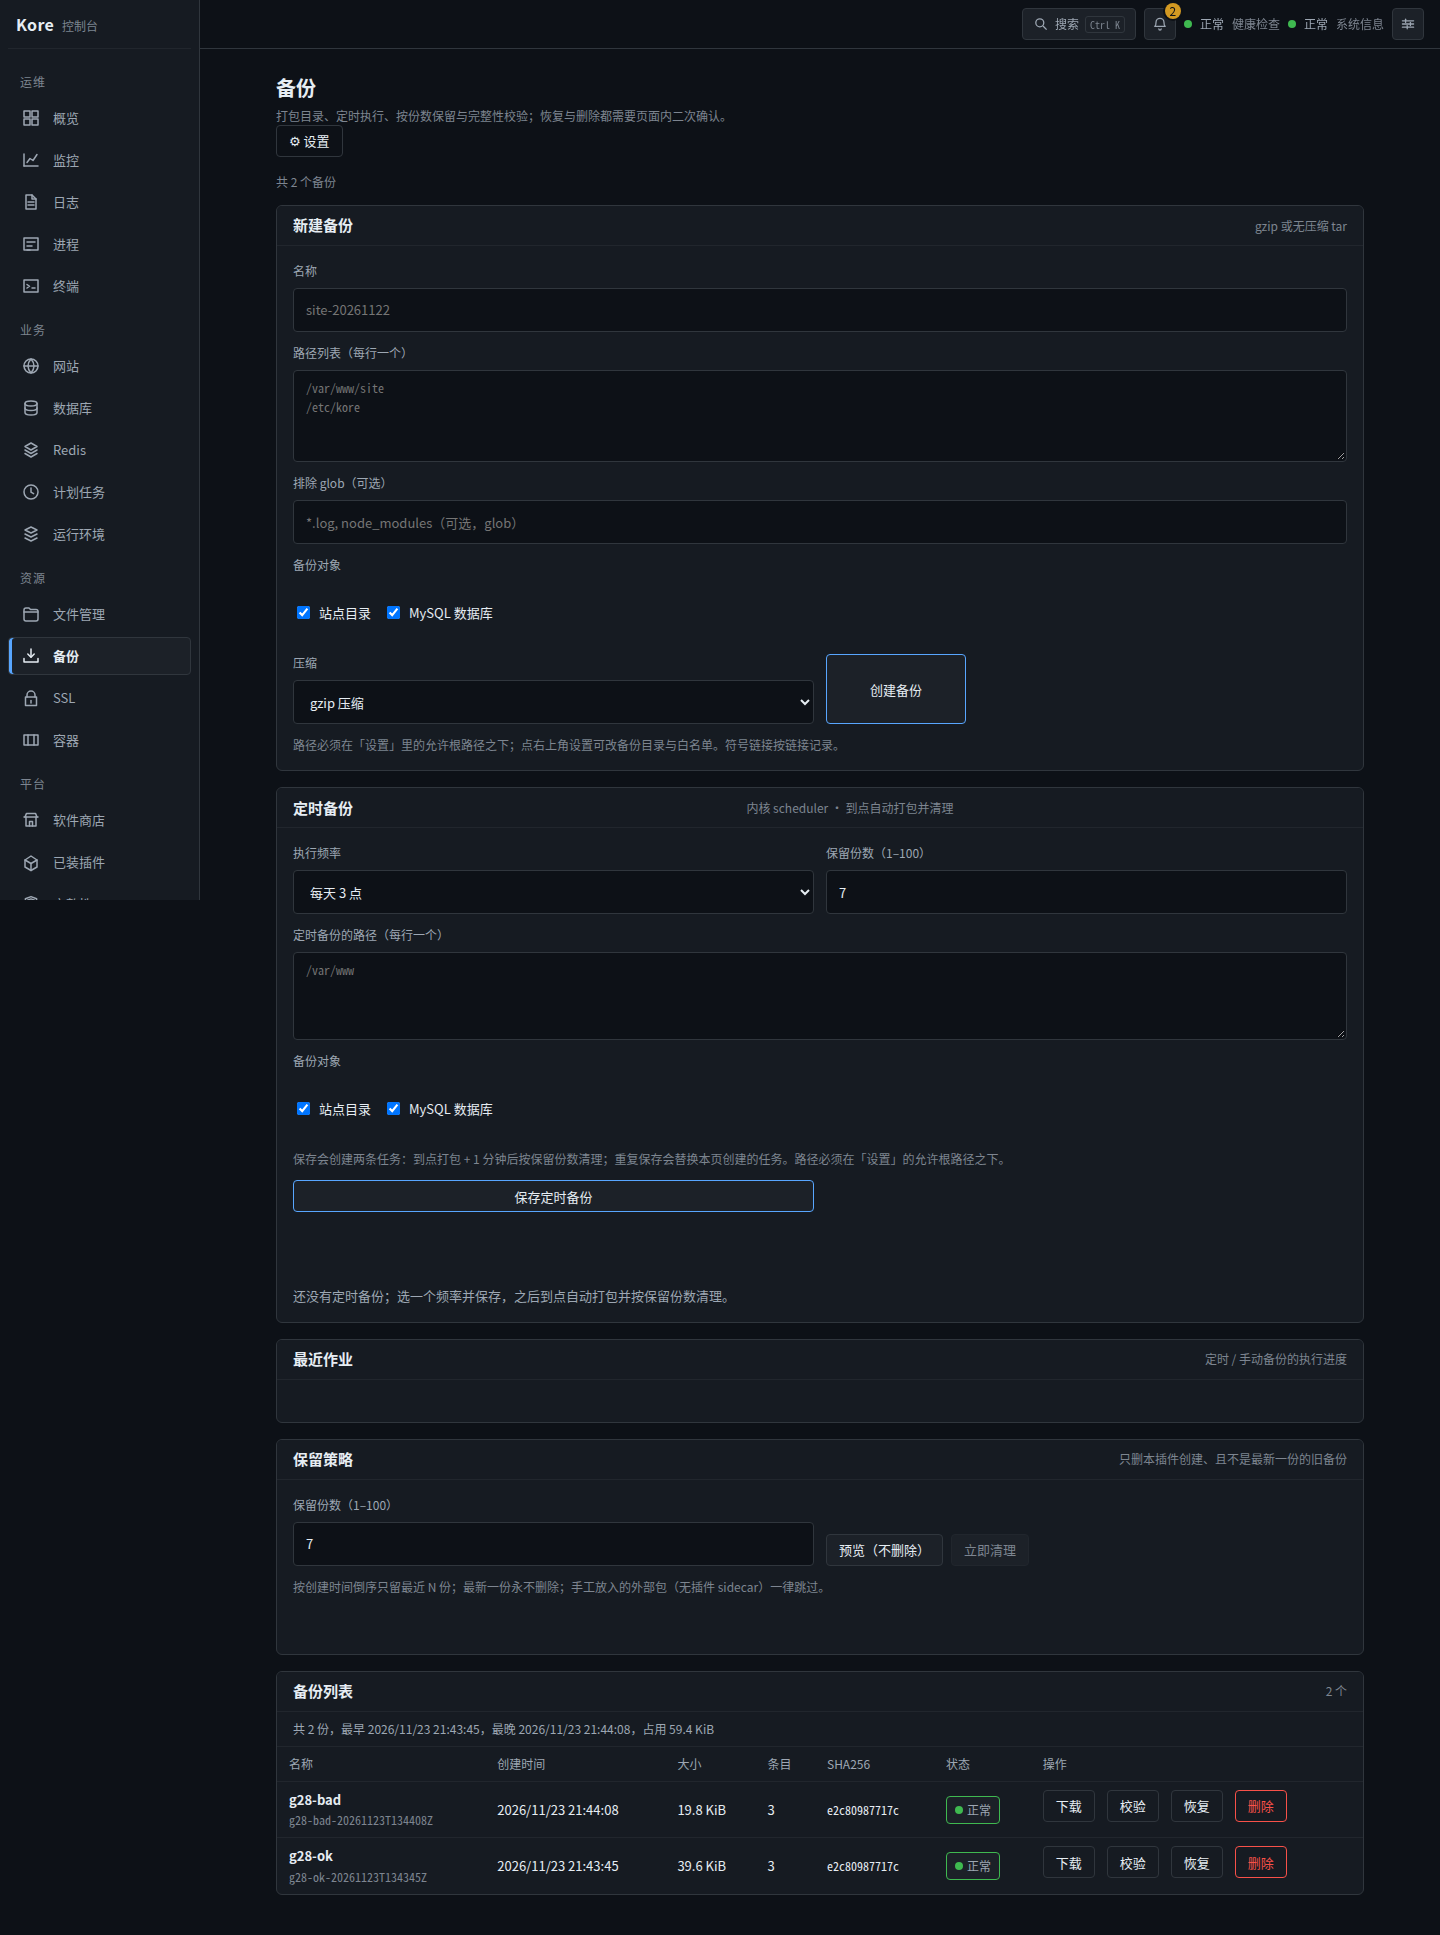 Kore 控制台
搜索 Ctrl K
2
正常 健康检查 正常 系统信息
运维
概览
监控
日志
进程
终端
业务
网站
数据库
Redis
计划任务
运行环境
资源
文件管理
备份
SSL
容器
平台
软件商店
已装插件
备份
打包目录、定时执行、按份数保留与完整性校验；恢复与删除都需要页面内二次确认。
⚙ 设置
共 2 个备份
新建备份 gzip 或无压缩 tar
名称
site-20261122
路径列表（每行一个）
/var/www/site
/etc/kore
排除 glob（可选）
*.log, node_modules（可选，glob）
备份对象
站点目录 MySQL 数据库
压缩
gzip 压缩
创建备份
路径必须在「设置」里的允许根路径之下；点右上角设置可改备份目录与白名单。符号链接按链接记录。
定时备份 内核 scheduler · 到点自动打包并清理
执行频率 保留份数（1–100）
每天 3 点 7
定时备份的路径（每行一个）
/var/www
备份对象
站点目录 MySQL 数据库
保存会创建两条任务：到点打包 + 1 分钟后按保留份数清理；重复保存会替换本页创建的任务。路径必须在「设置」的允许根路径之下。
保存定时备份
还没有定时备份；选一个频率并保存，之后到点自动打包并按保留份数清理。
最近作业 定时 / 手动备份的执行进度
保留策略 只删本插件创建、且不是最新一份的旧备份
保留份数（1–100）
7 预览（不删除） 立即清理
按创建时间倒序只留最近 N 份；最新一份永不删除；手工放入的外部包（无插件 sidecar）一律跳过。
备份列表 2 个
共 2 份，最早 2026/11/23 21:43:45，最晚 2026/11/23 21:44:08，占用 59.4 KiB
名称 创建时间 大小 条目 SHA256 状态 操作
g28-bad
g28-bad-20261123T134408Z
2026/11/23 21:44:08 19.8 KiB 3 e2c80987717c 正常 下载 校验 恢复 删除
g28-ok
g28-ok-20261123T134345Z
2026/11/23 21:43:45 39.6 KiB 3 e2c80987717c 正常 下载 校验 恢复 删除